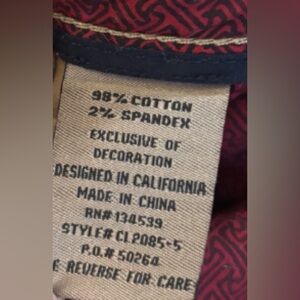 98% COTTON
2% SPANDEX
EXCLUSIVE OF
DECORATION
DESIGNED IN CALIFORNIA
MADE IN CHINA
RN# 134539
STYLE# CL2085-5
P.O.# 50264
E REVERSE FOR CARE